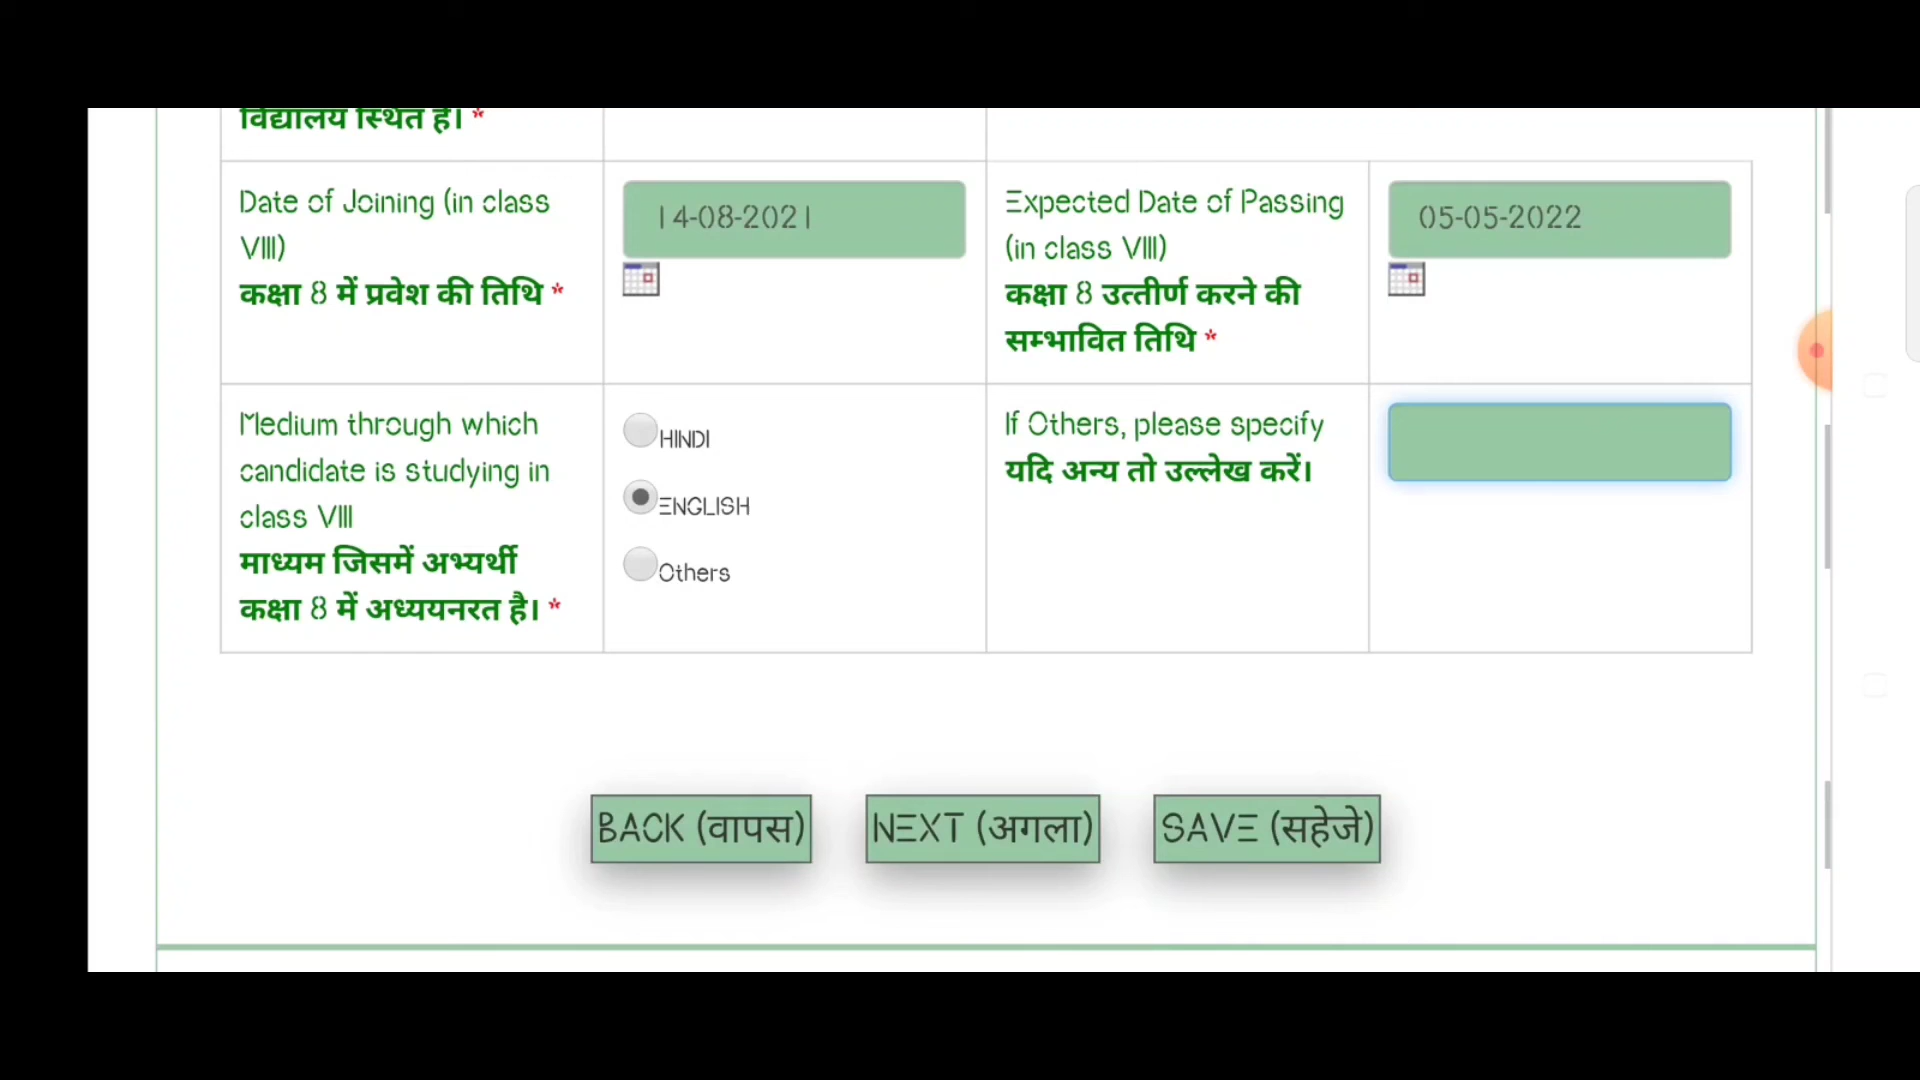 विद्यालय स्थित है। *
Date of Joining (in class
VIII)
कक्षा 8 में प्रवेश की तिथि *
14-08-2021
Expected Date of Passing
(in class VIII)
कक्षा 8 उत्तीर्ण करने की
सम्भावित तिथि *
05-05-2022
Medium through which
candidate is studying in
class VIII
माध्यम जिसमें अभ्यर्थी
कक्षा 8 में अध्ययनरत है। *
HINDI
ENGLISH
Others
If Others, please specify
यदि अन्य तो उल्लेख करें।
BACK (वापस)
NEXT (अगला)
SAVE (सहेजे)